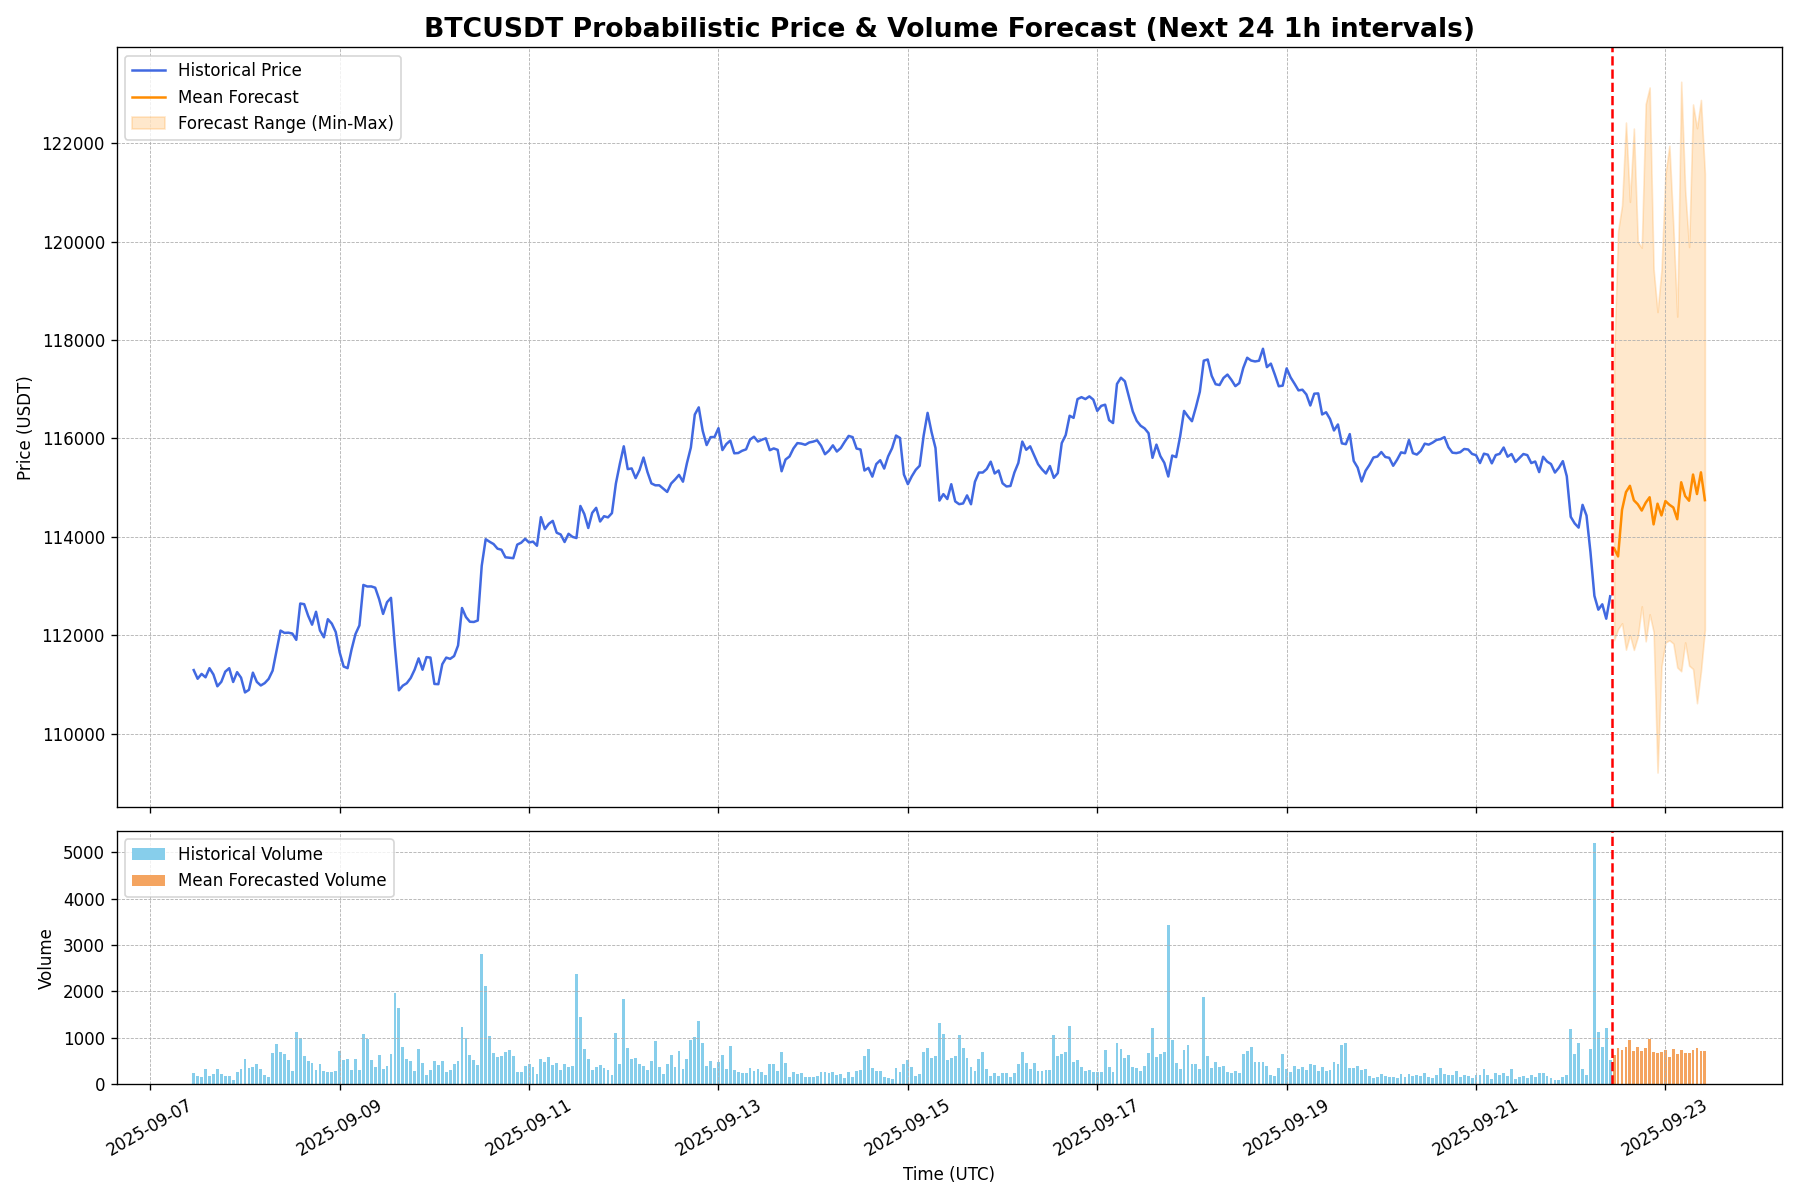 BTCUSDT Probabilistic Price & Volume Forecast (Next 24 1h intervals)
Historical Price
Mean Forecast
Forecast Range (Min-Max)
122000
120000
118000
116000
114000
112000
110000
Price (USDT)
Historical Volume
Mean Forecasted Volume
5000
4000
3000
2000
1000
0
Volume
2025-09-07
2025-09-09
2025-09-11
2025-09-13
2025-09-15
2025-09-17
2025-09-19
2025-09-21
2025-09-23
Time (UTC)